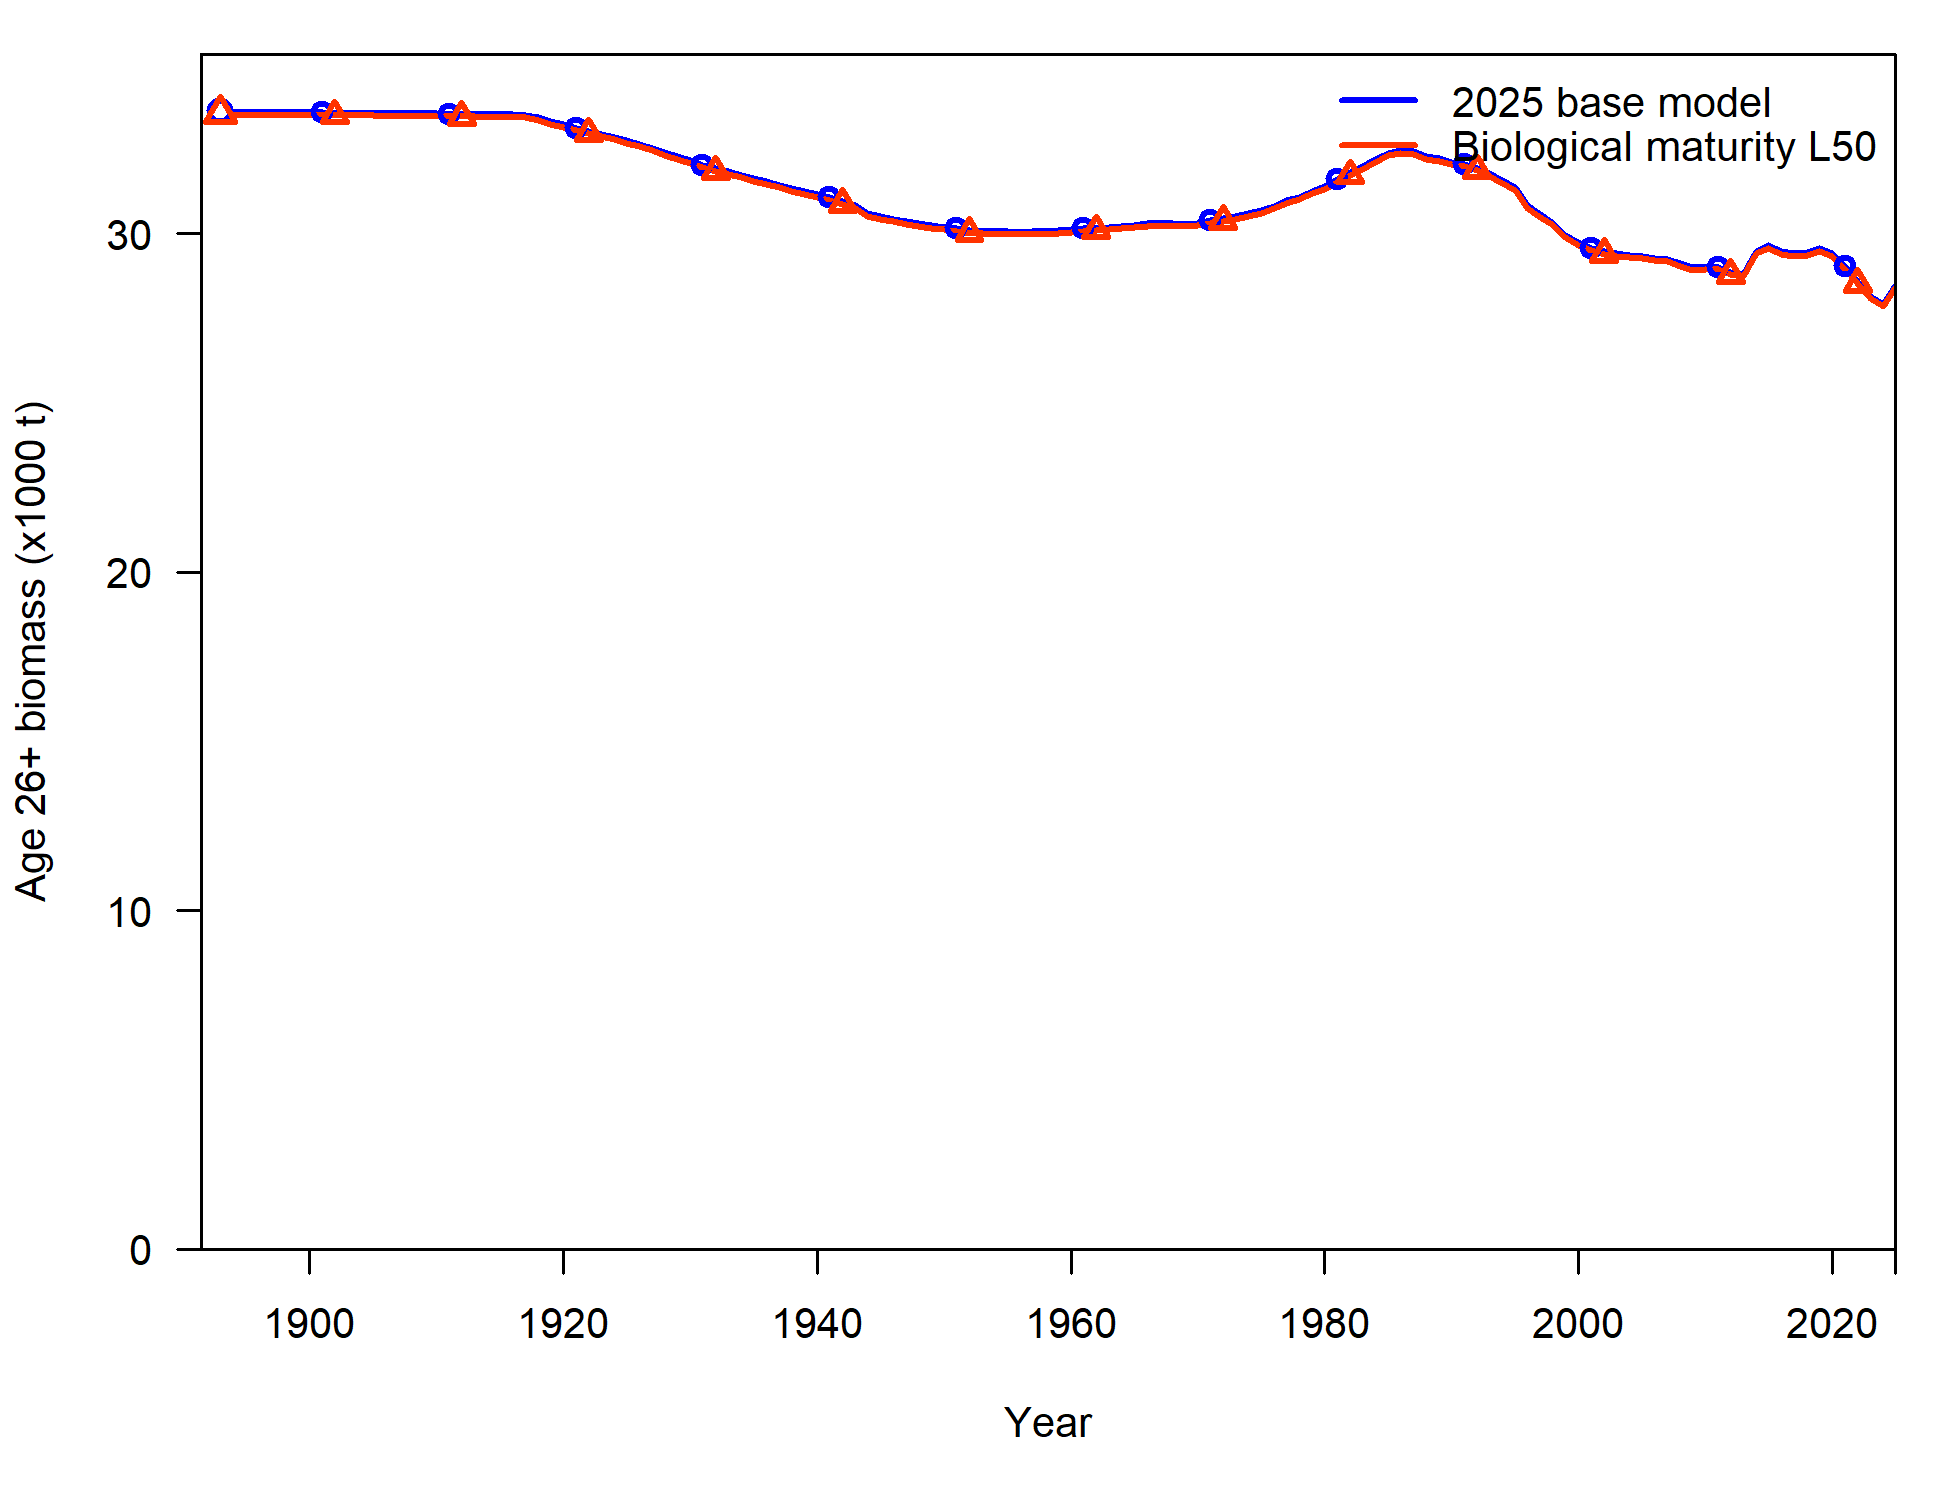 2025 base model
Biological maturity L50
Age 26+ biomass (x1000 t)
30
20
10
0
1900 1920 1940 1960 1980 2000 2020
Year